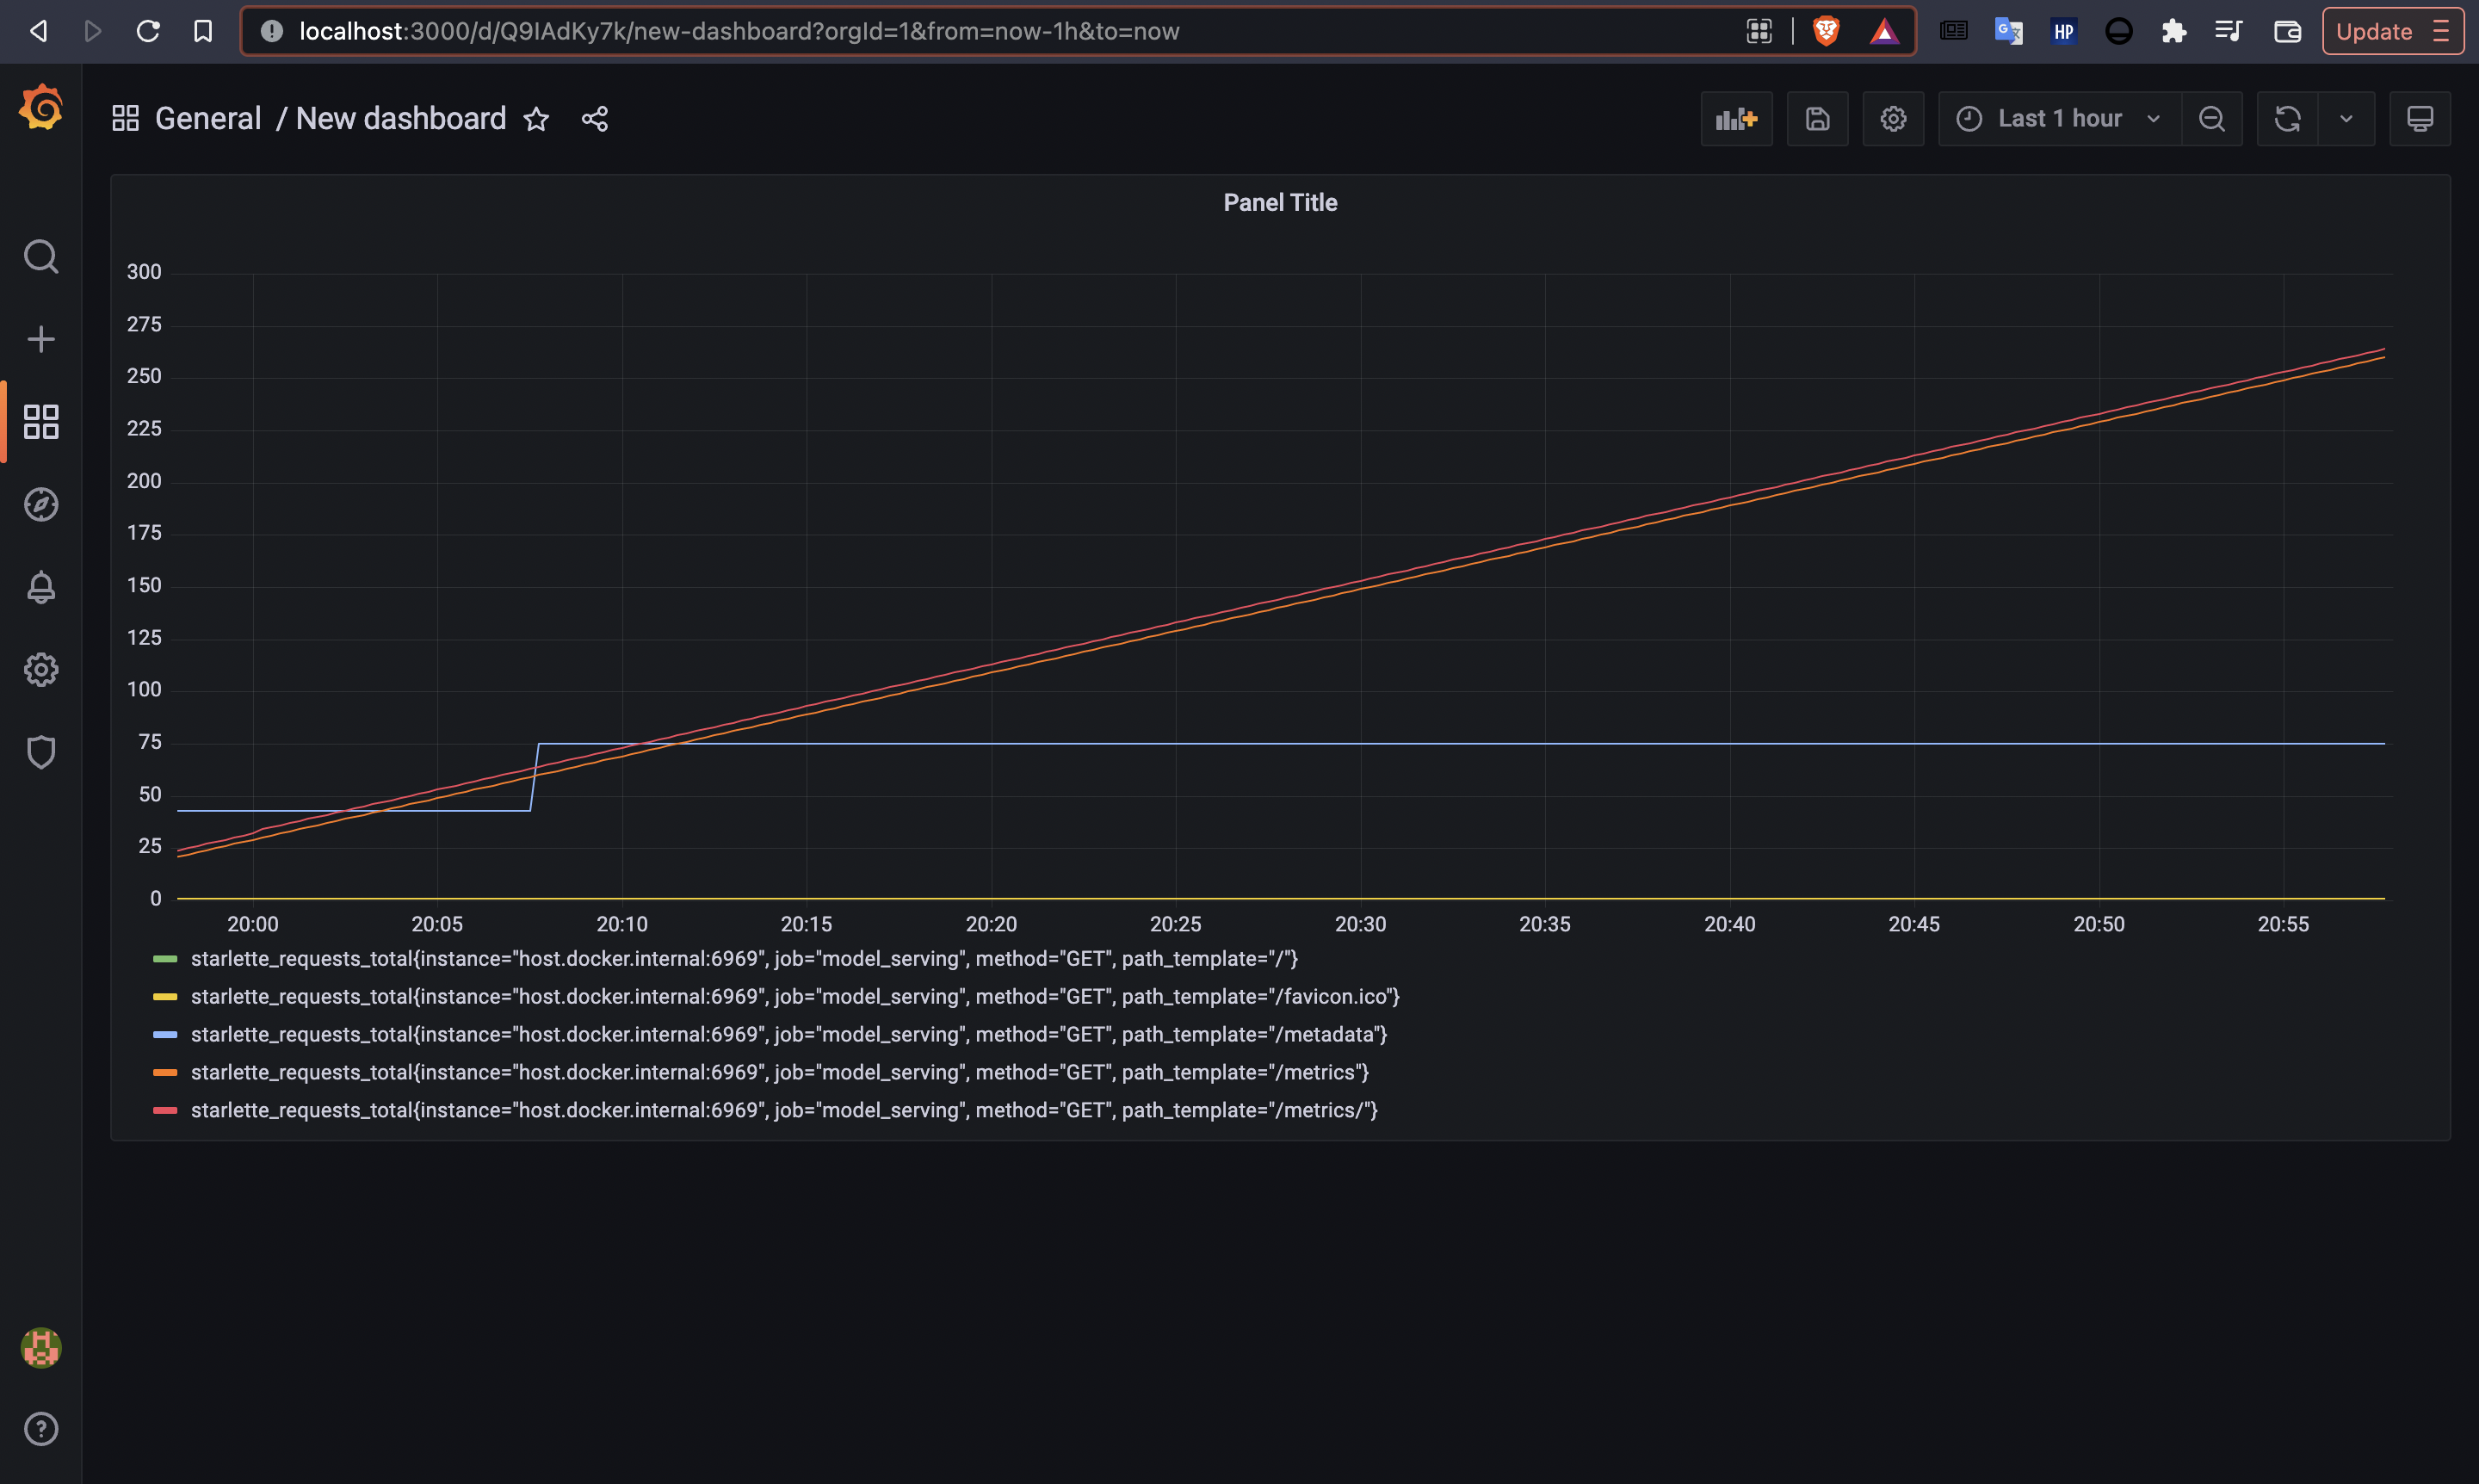 localhost:3000/d/Q9IAdKy7k/new-dashboard?orgId=1&from=now-1h&to=now
HP
Update
General / New dashboard
Last 1 hour
Panel Title
300
275
250
225
200
175
150
125
100
75
50
25
0
20:00 20:05 20:10 20:15 20:20 20:25 20:30 20:35 20:40 20:45 20:50 20:55
starlette_requests_total{instance="host.docker.internal:6969", job="model_serving", method="GET", path_template="/"}
starlette_requests_total{instance="host.docker.internal:6969", job="model_serving", method="GET", path_template="/favicon.ico"}
starlette_requests_total{instance="host.docker.internal:6969", job="model_serving", method="GET", path_template="/metadata"}
starlette_requests_total{instance="host.docker.internal:6969", job="model_serving", method="GET", path_template="/metrics"}
starlette_requests_total{instance="host.docker.internal:6969", job="model_serving", method="GET", path_template="/metrics/"}